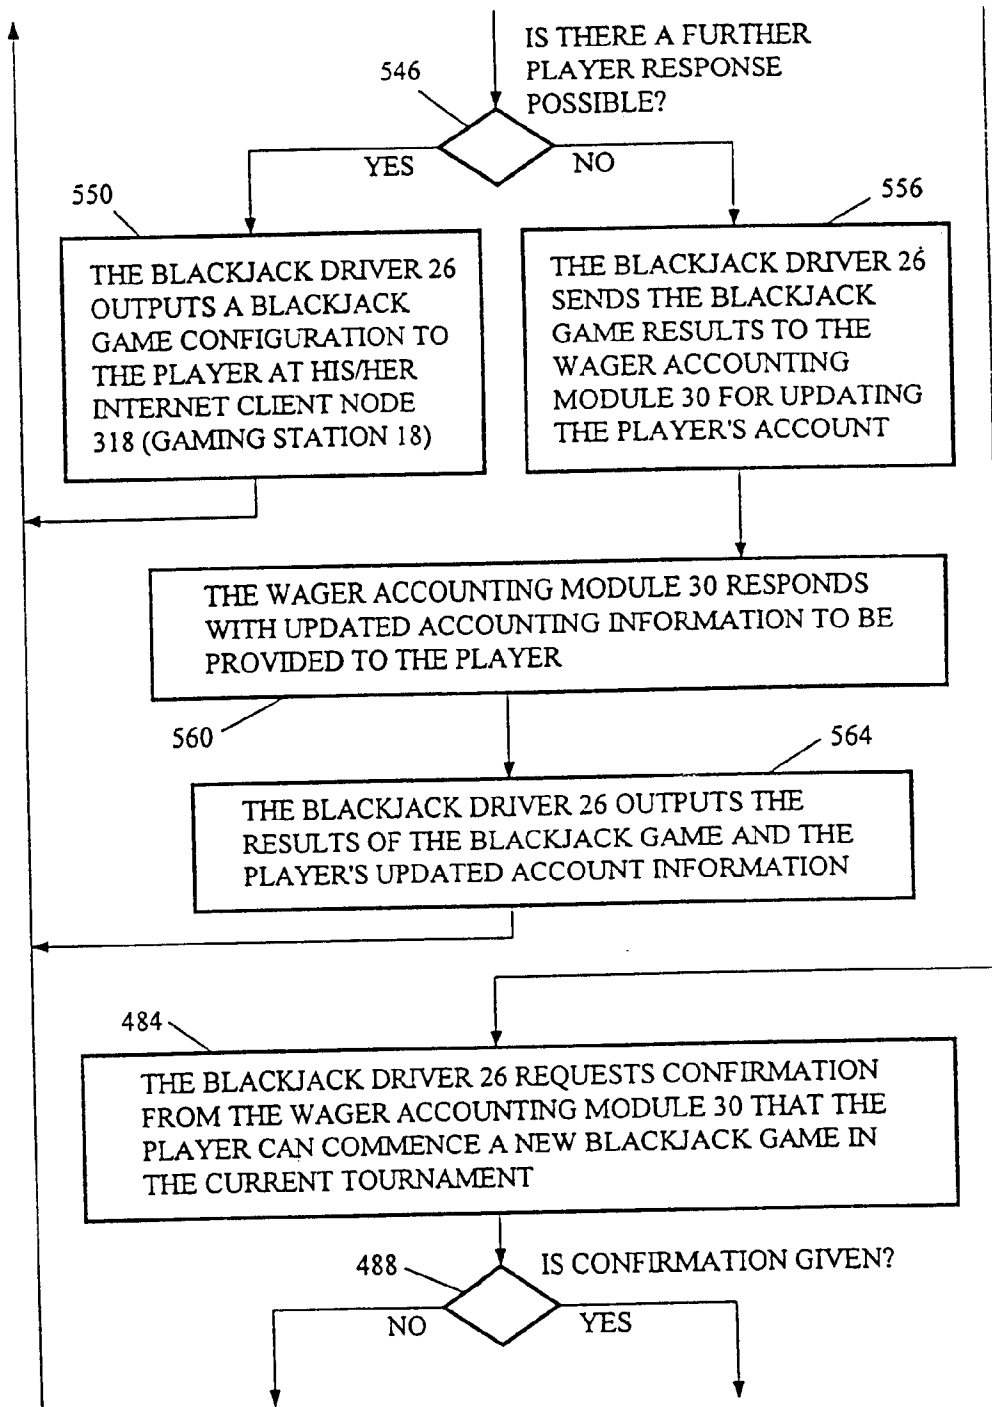 IS THERE A FURTHER
PLAYER RESPONSE
POSSIBLE?
546
YES
NO
550
556
THE BLACKJACK DRIVER 26
OUTPUTS A BLACKJACK
GAME CONFIGURATION TO
THE PLAYER AT HIS/HER
INTERNET CLIENT NODE
318 (GAMING STATION 18)
THE BLACKJACK DRIVER 26
SENDS THE BLACKJACK
GAME RESULTS TO THE
WAGER ACCOUNTING
MODULE 30 FOR UPDATING
THE PLAYER'S ACCOUNT
THE WAGER ACCOUNTING MODULE 30 RESPONDS
WITH UPDATED ACCOUNTING INFORMATION TO BE
PROVIDED TO THE PLAYER
560
564
THE BLACKJACK DRIVER 26 OUTPUTS THE
RESULTS OF THE BLACKJACK GAME AND THE
PLAYER'S UPDATED ACCOUNT INFORMATION
484
THE BLACKJACK DRIVER 26 REQUESTS CONFIRMATION
FROM THE WAGER ACCOUNTING MODULE 30 THAT THE
PLAYER CAN COMMENCE A NEW BLACKJACK GAME IN
THE CURRENT TOURNAMENT
488
IS CONFIRMATION GIVEN?
NO
YES